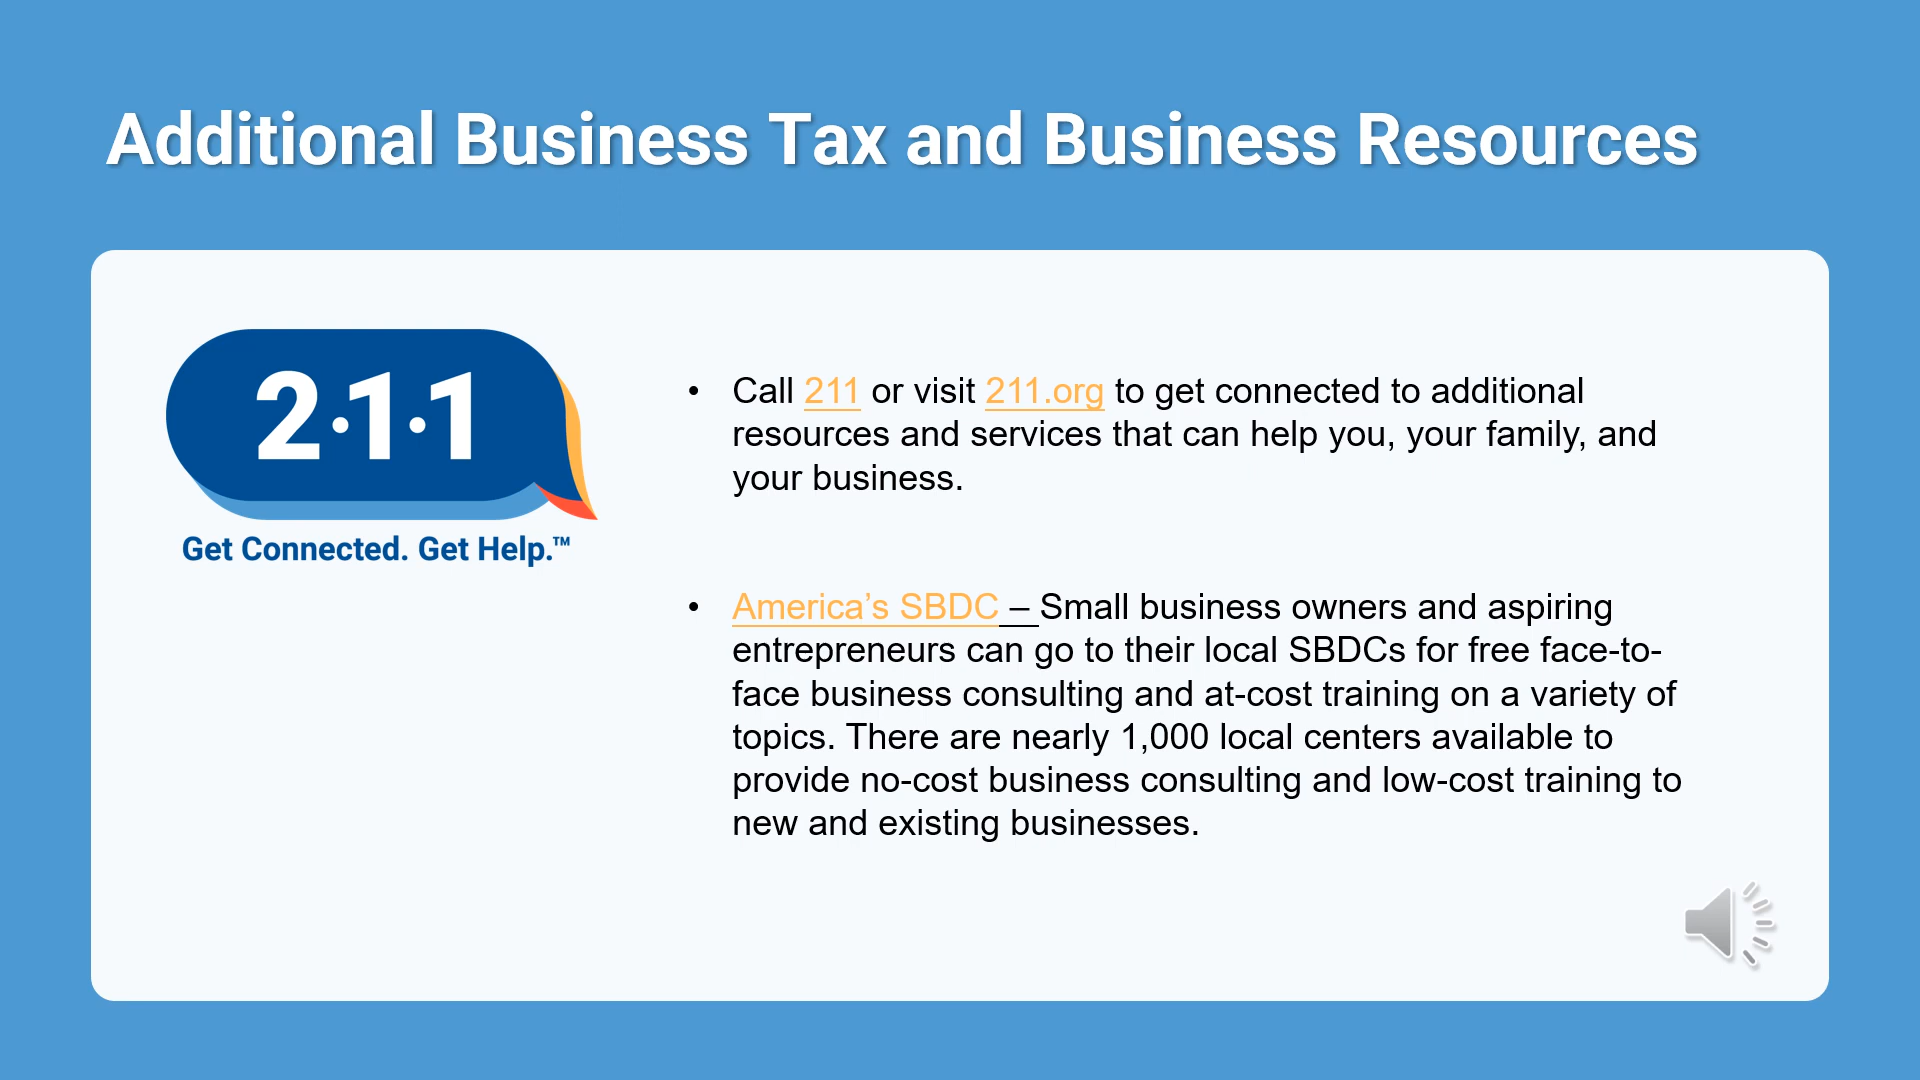 Additional Business Tax and Business Resources
2·1·1
Get Connected. Get Help.™
• Call 211 or visit 211.org to get connected to additional
resources and services that can help you, your family, and
your business.
• America’s SBDC – Small business owners and aspiring
entrepreneurs can go to their local SBDCs for free face-to-
face business consulting and at-cost training on a variety of
topics. There are nearly 1,000 local centers available to
provide no-cost business consulting and low-cost training to
new and existing businesses.